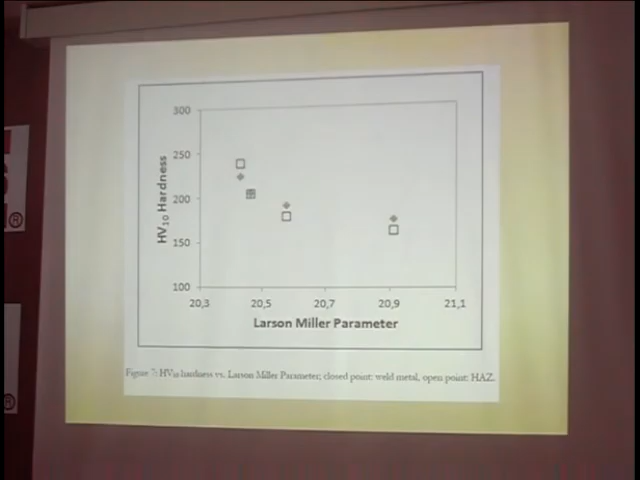 300
250
200
150
100
HV10 Hardness
20,3 20,5 20,7 20,9 21,1
Larson Miller Parameter
Figure 7: HV10 hardness vs. Larson Miller Parameter; closed point: weld metal, open point: HAZ.
®
®